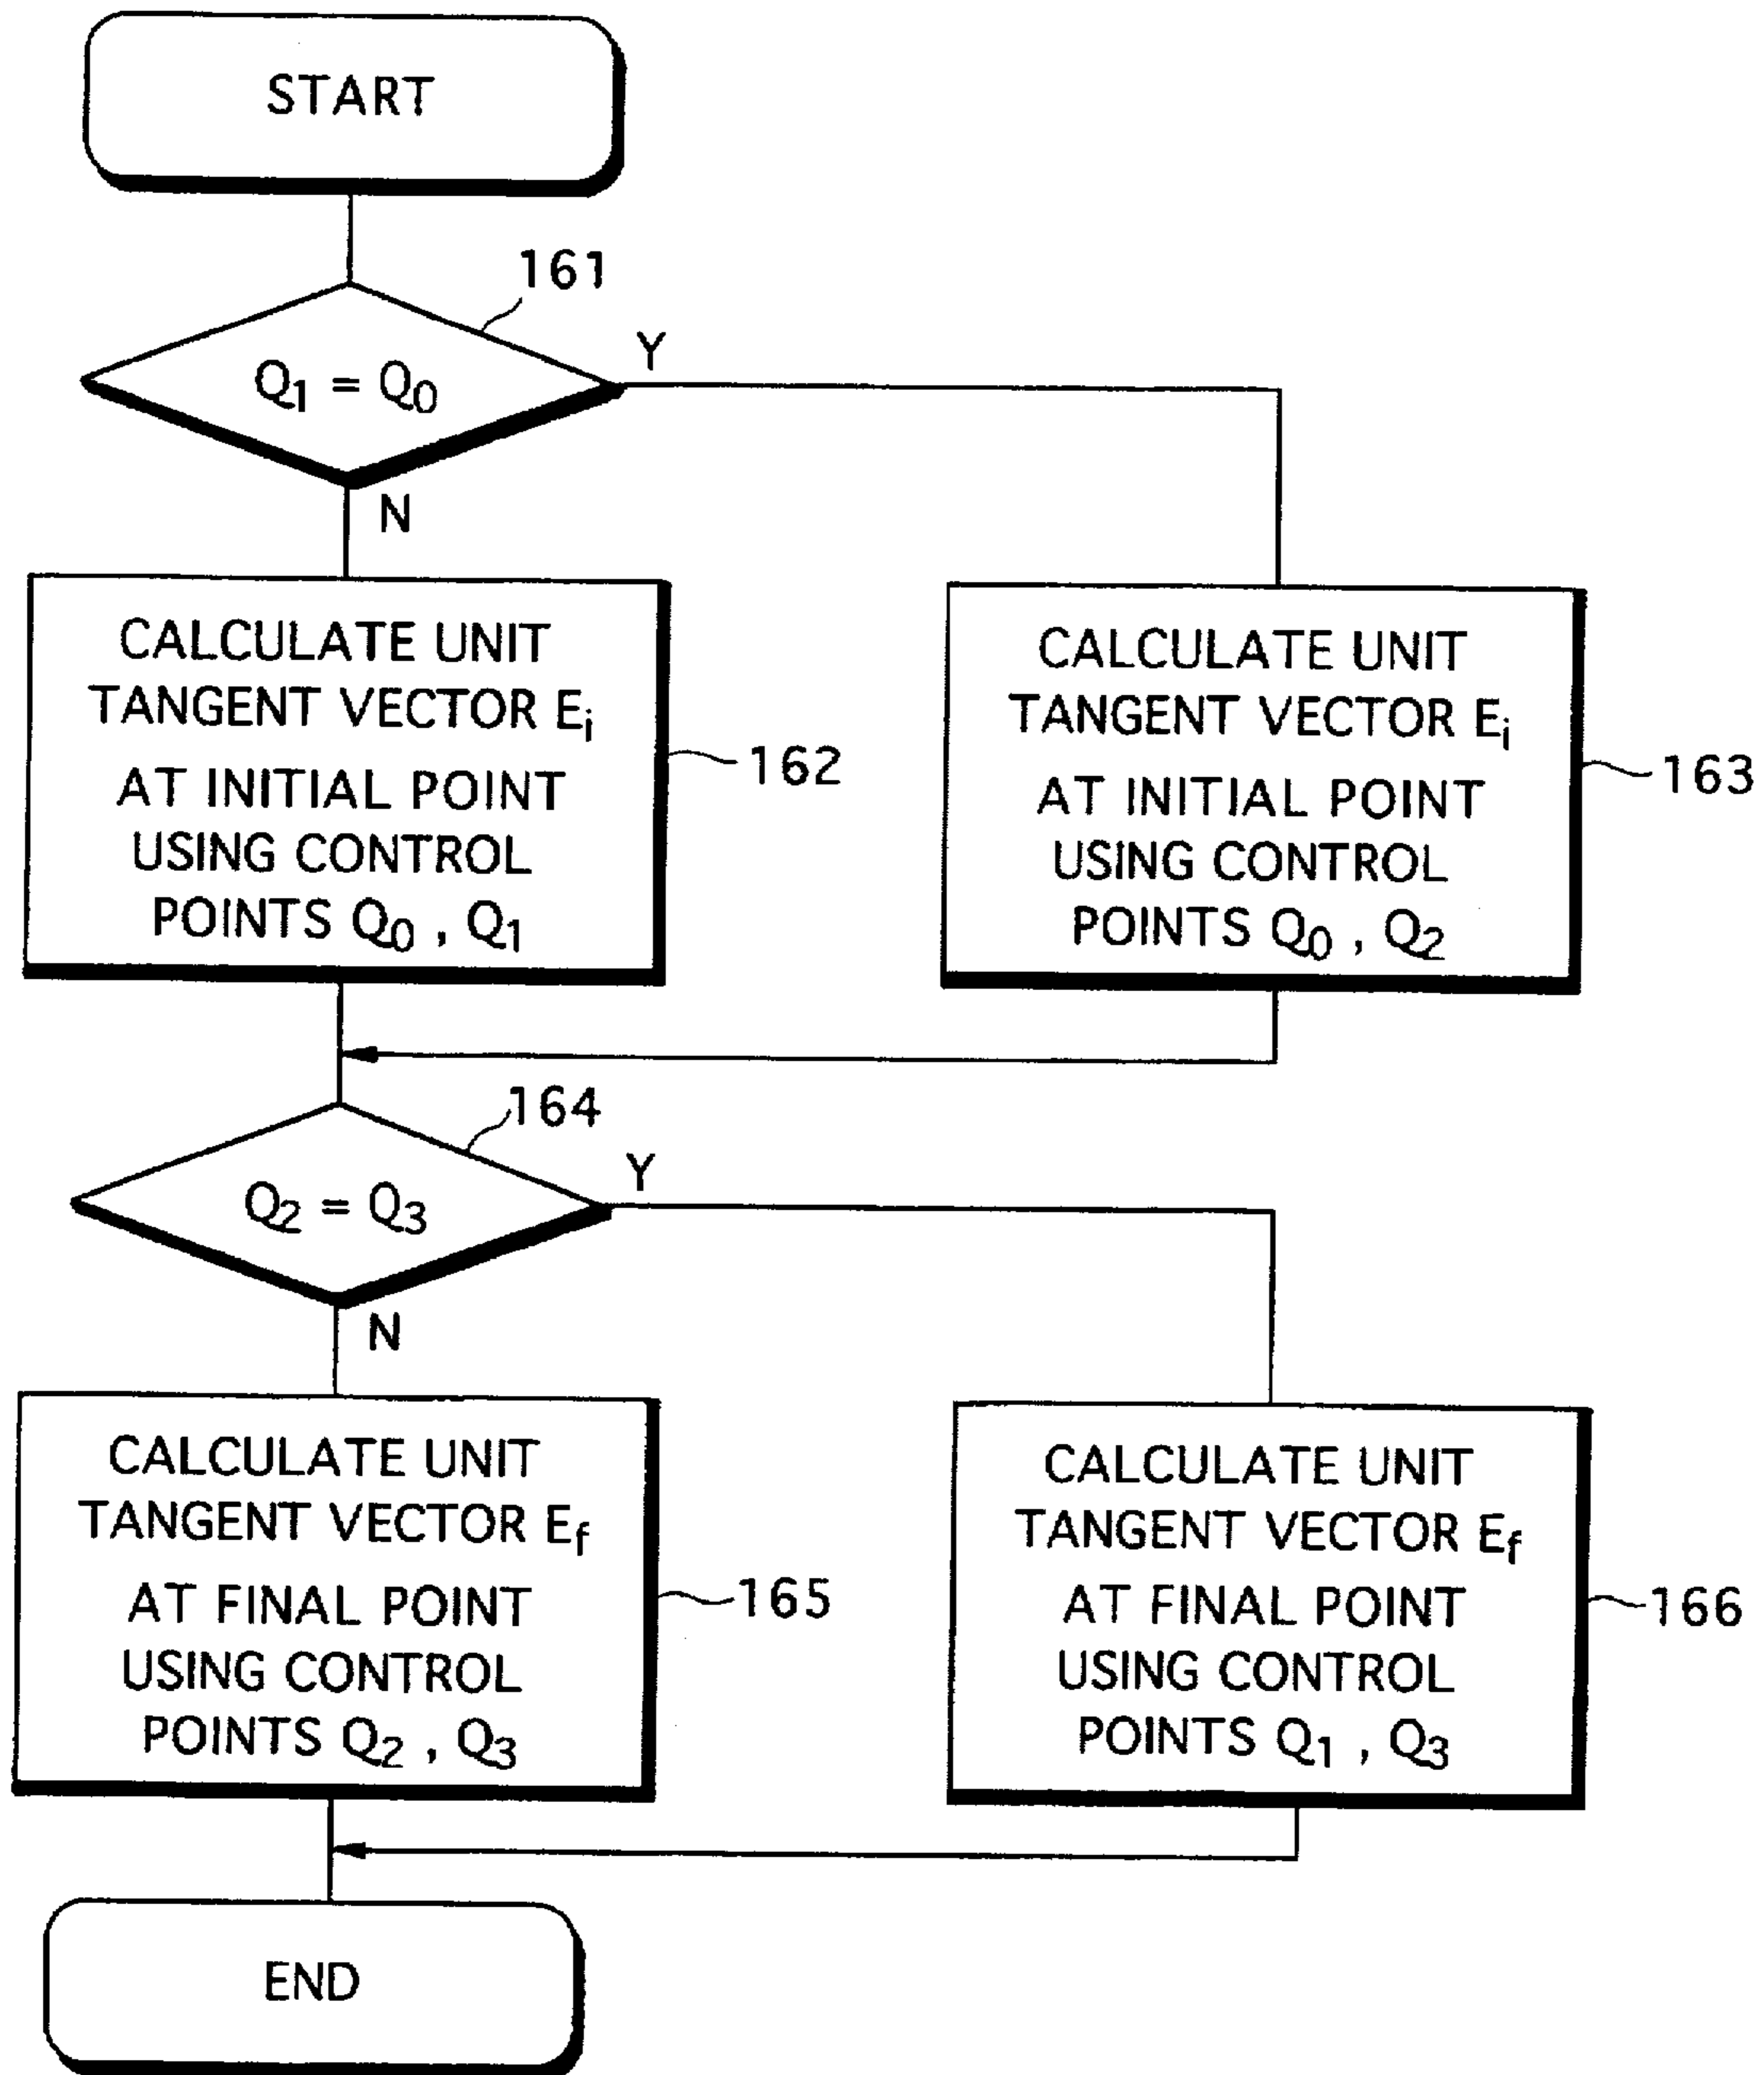 START
161
Q₁ = Q₀
Y
N
CALCULATE UNIT
TANGENT VECTOR Eᵢ
AT INITIAL POINT
USING CONTROL
POINTS Q₀ , Q₁
162
CALCULATE UNIT
TANGENT VECTOR Eᵢ
AT INITIAL POINT
USING CONTROL
POINTS Q₀ , Q₂
163
164
Q₂ = Q₃
Y
N
CALCULATE UNIT
TANGENT VECTOR E_f
AT FINAL POINT
USING CONTROL
POINTS Q₂ , Q₃
165
CALCULATE UNIT
TANGENT VECTOR E_f
AT FINAL POINT
USING CONTROL
POINTS Q₁ , Q₃
166
END